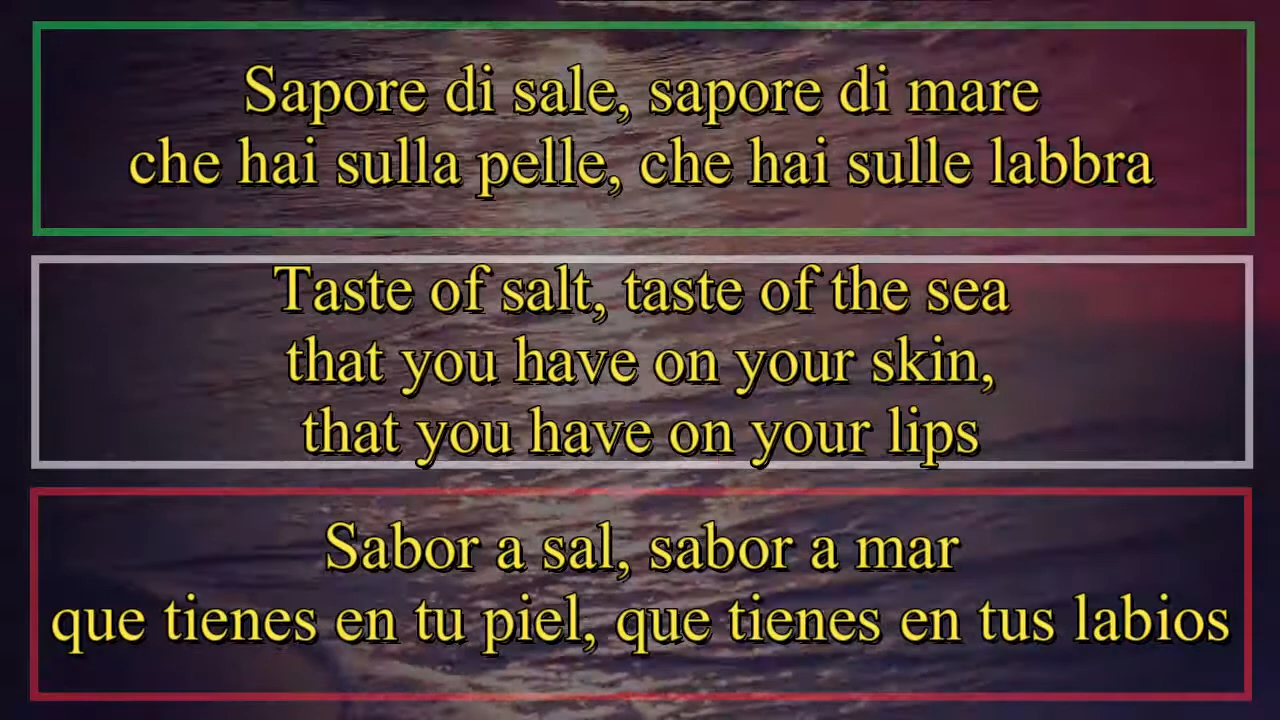 Sapore di sale, sapore di mare
che hai sulla pelle, che hai sulle labbra
Taste of salt, taste of the sea
that you have on your skin,
that you have on your lips
Sabor a sal, sabor a mar
que tienes en tu piel, que tienes en tus labios